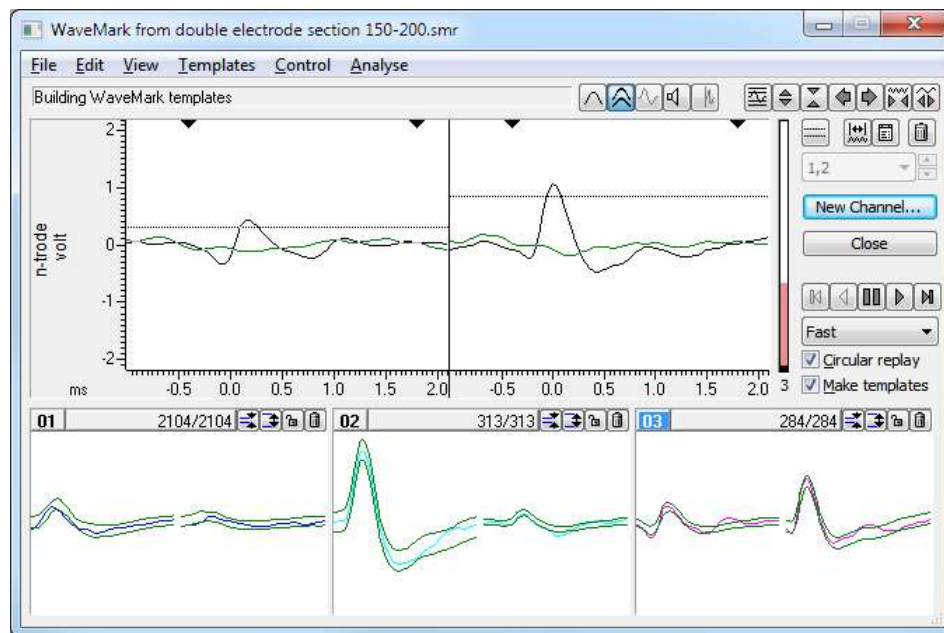 WaveMark from double electrode section 150-200.smr
File Edit View Templates Control Analyse
Building WaveMark templates
n-trode
volt
2
1
0
-1
-2
ms
-0.5 0.0 0.5 1.0 1.5 2.0 -0.5 0.0 0.5 1.0 1.5 2.0
3
1,2
New Channel...
Close
Fast
Circular replay
Make templates
01 2104/2104
02 313/313
03 284/284